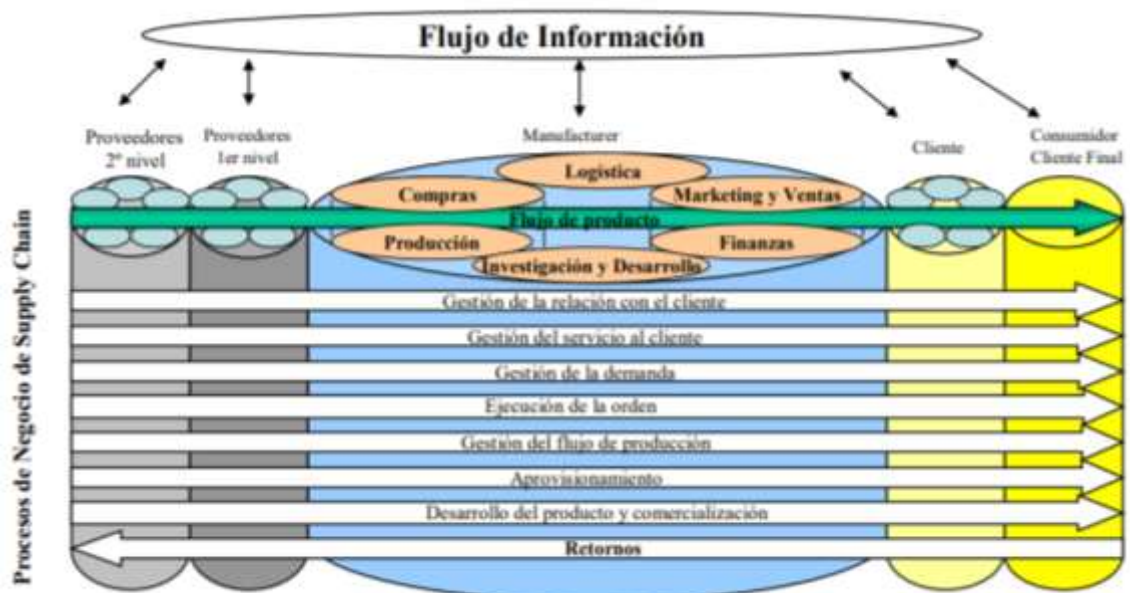 Flujo de Información
Proveedores
2º nivel
Proveedores
1er nivel
Manufacturer
Cliente
Consumidor
Cliente Final
Logística
Compras
Marketing y Ventas
Flujo de producto
Producción
Finanzas
Investigación y Desarrollo
Procesos de Negocio de Supply Chain
Gestión de la relación con el cliente
Gestión del servicio al cliente
Gestión de la demanda
Ejecución de la orden
Gestión del flujo de producción
Aprovisionamiento
Desarrollo del producto y comercialización
Retornos